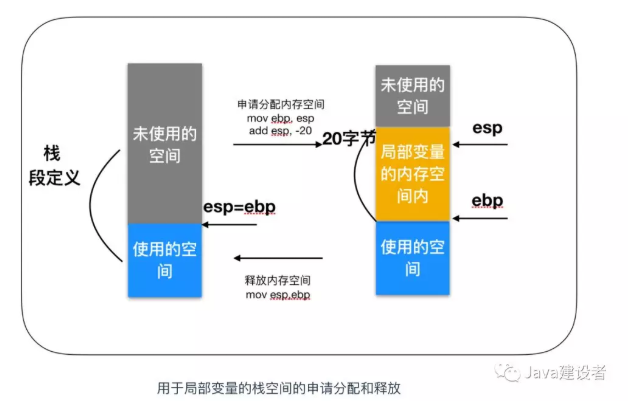 申请分配内存空间
mov ebp, esp
add esp, -20
未使用的
空间
栈
段定义
esp=ebp
使用的空
间
释放内存空间
mov esp,ebp
未使用的
空间
20字节
局部变量
的内存空
间内
esp
ebp
使用的空
间
Java建设者
用于局部变量的栈空间的申请分配和释放